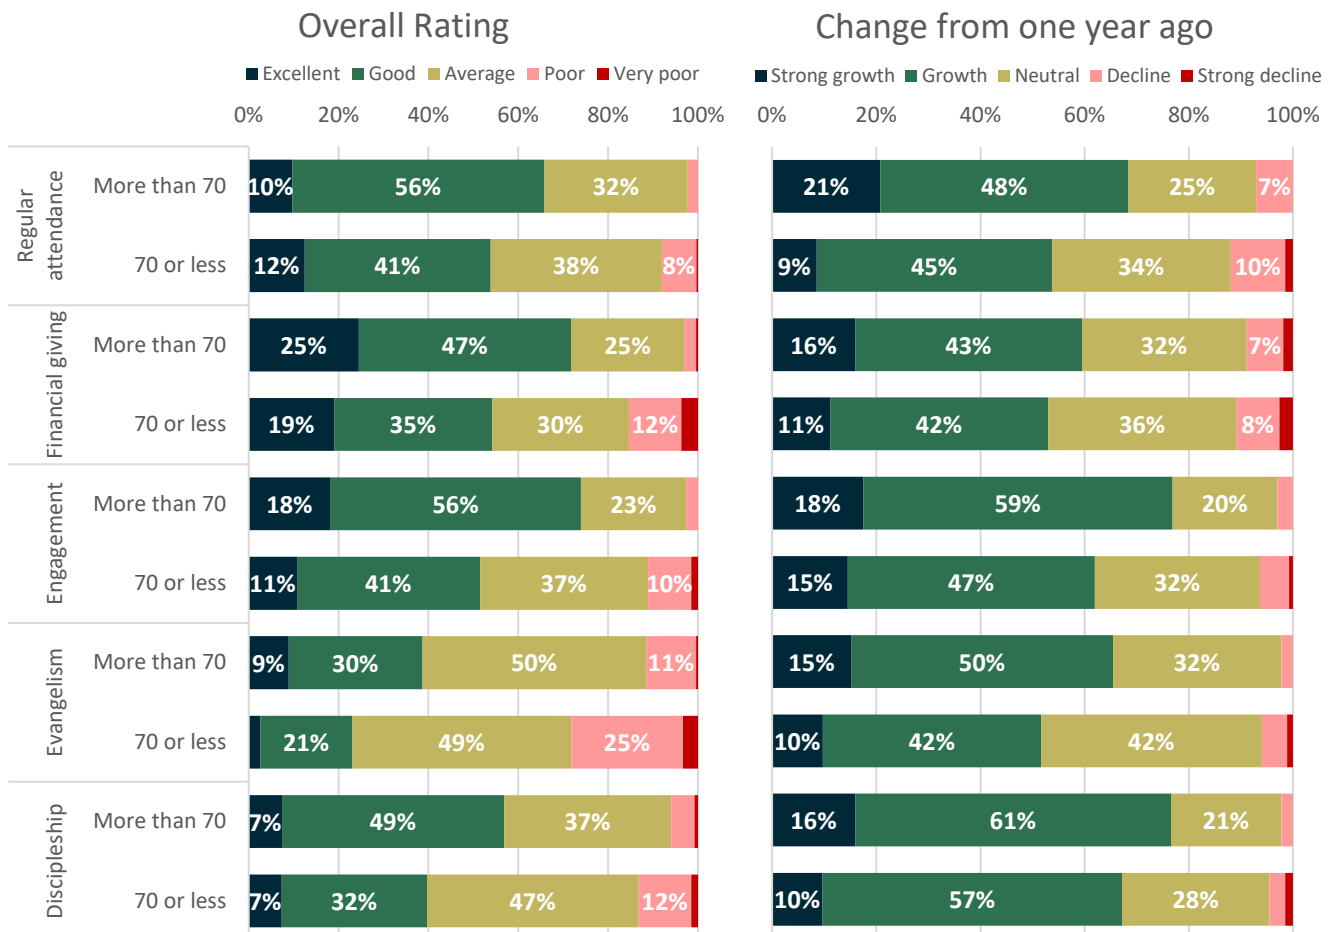 Overall Rating
Change from one year ago
Excellent Good Average Poor Very poor
Strong growth Growth Neutral Decline Strong decline
0% 20% 40% 60% 80% 100%
0% 20% 40% 60% 80% 100%
Regular attendance
More than 70 10% 56% 32% 21% 48% 25% 7%
70 or less 12% 41% 38% 8% 9% 45% 34% 10%
Financial giving
More than 70 25% 47% 25% 16% 43% 32% 7%
70 or less 19% 35% 30% 12% 11% 42% 36% 8%
Engagement
More than 70 18% 56% 23% 18% 59% 20%
70 or less 11% 41% 37% 10% 15% 47% 32%
Evangelism
More than 70 9% 30% 50% 11% 15% 50% 32%
70 or less 21% 49% 25% 10% 42% 42%
Discipleship
More than 70 7% 49% 37% 16% 61% 21%
70 or less 7% 32% 47% 12% 10% 57% 28%